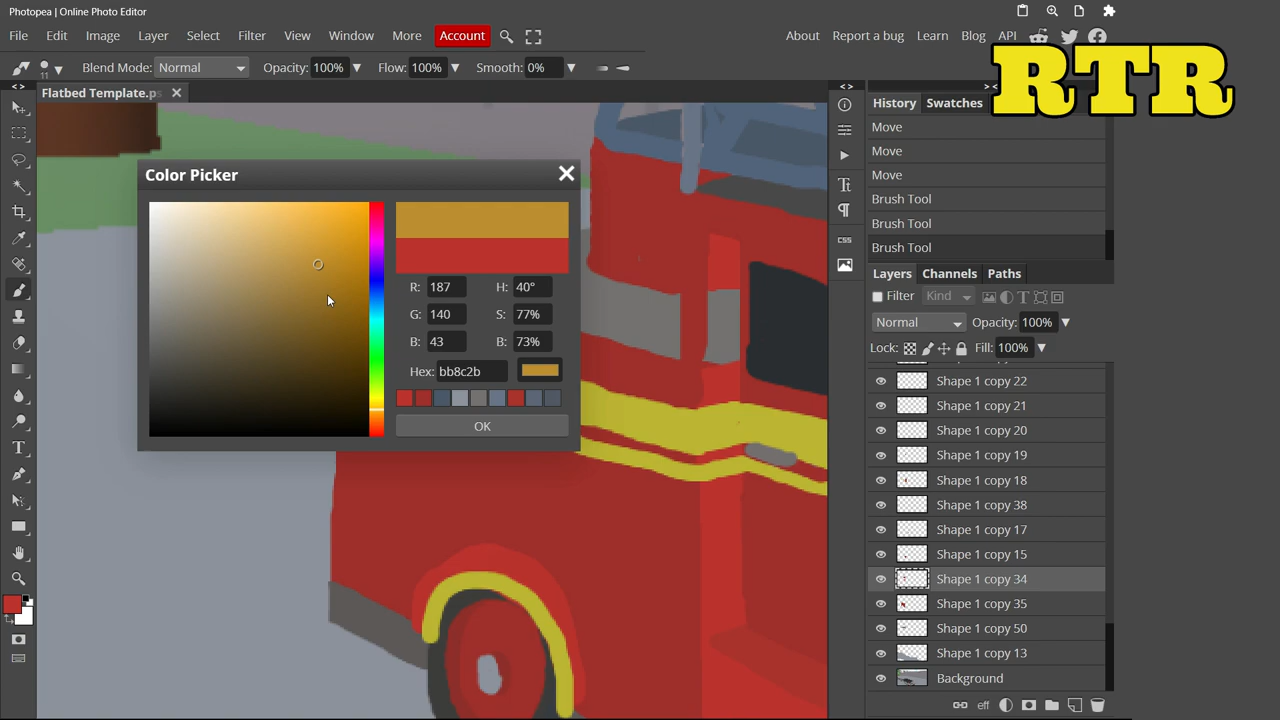 Photopea | Online Photo Editor
File Edit Image Layer Select Filter View Window More Account
About Report a bug Learn Blog API
11 Blend Mode: Normal Opacity: 100% Flow: 100% Smooth: 0%
RTR
< > Flatbed Template.ps < > > <
History Swatches
Move
Move
Move
Brush Tool
Brush Tool
Brush Tool
Color Picker
R: 187 H: 40°
G: 140 S: 77%
B: 43 B: 73%
Hex: bb8c2b
OK
CSS
Layers Channels Paths
Filter Kind
Normal Opacity: 100%
Lock: Fill: 100%
Shape 1 copy 22
Shape 1 copy 21
Shape 1 copy 20
Shape 1 copy 19
Shape 1 copy 18
Shape 1 copy 38
Shape 1 copy 17
Shape 1 copy 15
Shape 1 copy 34
Shape 1 copy 35
Shape 1 copy 50
Shape 1 copy 13
Background
eff